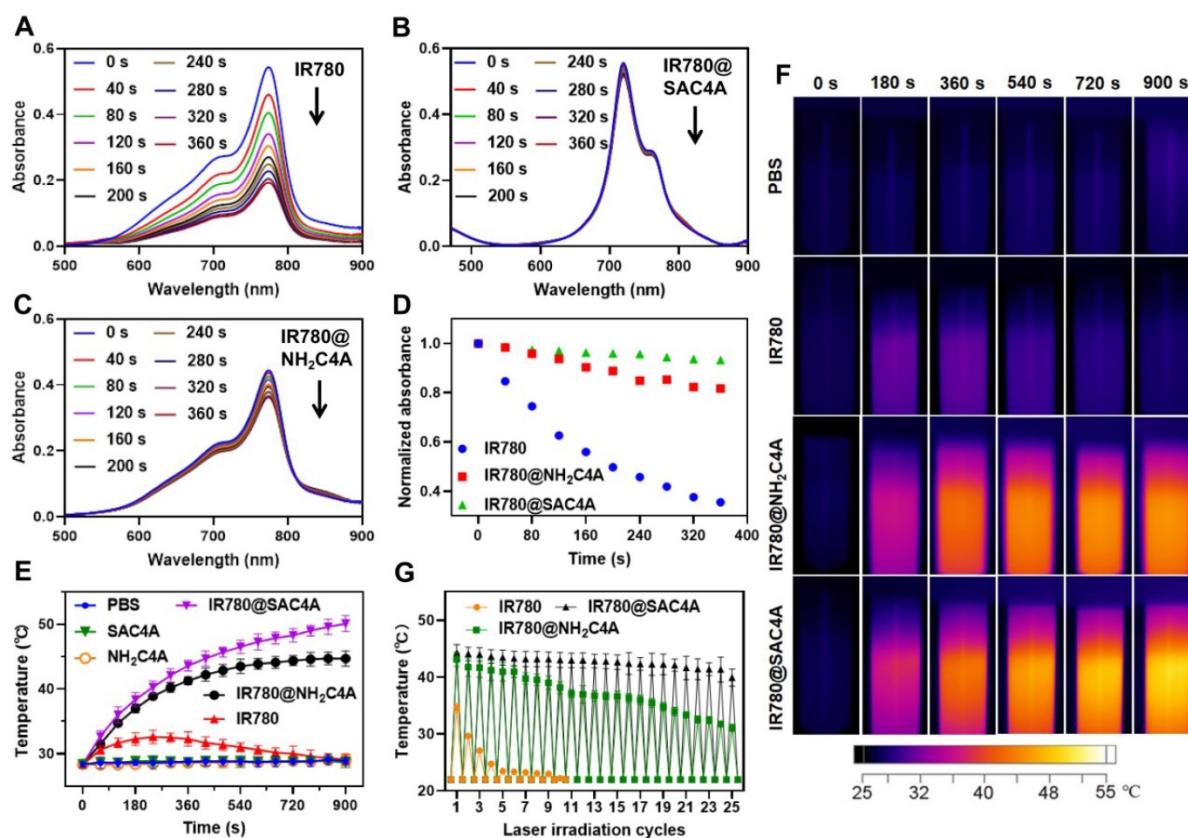 A
0.6
0.4
0.2
0.0
Absorbance
0 s
40 s
80 s
120 s
160 s
200 s
240 s
280 s
320 s
360 s
IR780
500 600 700 800 900
Wavelength (nm)
B
0.6
0.4
0.2
0.0
Absorbance
0 s
40 s
80 s
120 s
160 s
200 s
240 s
280 s
320 s
360 s
IR780@
SAC4A
500 600 700 800 900
Wavelength (nm)
C
0.6
0.4
0.2
0.0
Absorbance
0 s
40 s
80 s
120 s
160 s
200 s
240 s
280 s
320 s
360 s
IR780@
NH₂C4A
500 600 700 800 900
Wavelength (nm)
D
1.0
0.8
0.6
0.4
Normalized absorbance
IR780
IR780@NH₂C4A
IR780@SAC4A
0 80 160 240 320 400
Time (s)
E
50
40
30
Temperature (℃)
PBS
SAC4A
NH₂C4A
IR780@SAC4A
IR780@NH₂C4A
IR780
0 180 360 540 720 900
Time (s)
G
50
40
30
20
Temperature (℃)
IR780
IR780@SAC4A
IR780@NH₂C4A
1 3 5 7 9 11 13 15 17 19 21 23 25
Laser irradiation cycles
F
0 s 180 s 360 s 540 s 720 s 900 s
PBS
IR780
IR780@NH₂C4A
IR780@SAC4A
25 32 40 48 55 ℃